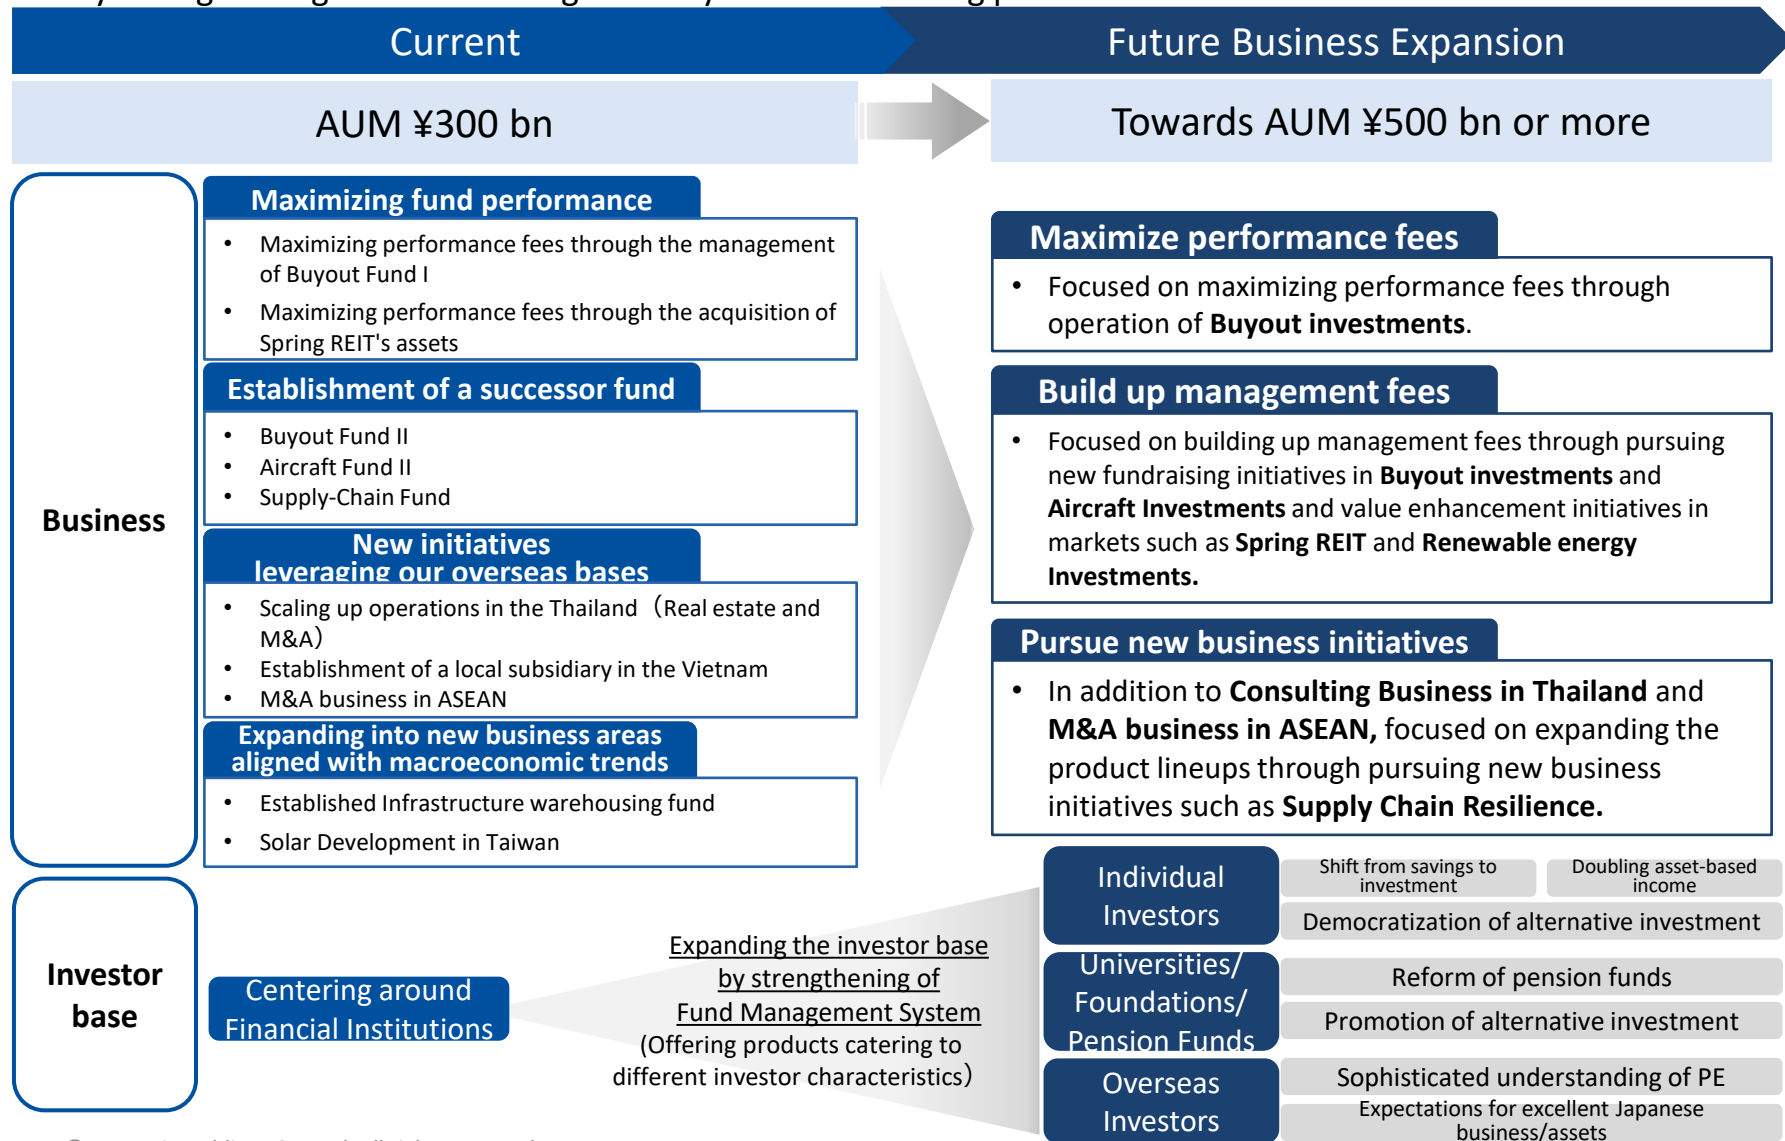 Current
Future Business Expansion
AUM ¥300 bn
Towards AUM ¥500 bn or more
Business
Maximizing fund performance
• Maximizing performance fees through the management
of Buyout Fund I
• Maximizing performance fees through the acquisition of
Spring REIT's assets
Establishment of a successor fund
• Buyout Fund II
• Aircraft Fund II
• Supply-Chain Fund
New initiatives
leveraging our overseas bases
• Scaling up operations in the Thailand（Real estate and
M&A）
• Establishment of a local subsidiary in the Vietnam
• M&A business in ASEAN
Expanding into new business areas
aligned with macroeconomic trends
• Established Infrastructure warehousing fund
• Solar Development in Taiwan
Maximize performance fees
• Focused on maximizing performance fees through
operation of Buyout investments.
Build up management fees
• Focused on building up management fees through pursuing
new fundraising initiatives in Buyout investments and
Aircraft Investments and value enhancement initiatives in
markets such as Spring REIT and Renewable energy
Investments.
Pursue new business initiatives
• In addition to Consulting Business in Thailand and
M&A business in ASEAN, focused on expanding the
product lineups through pursuing new business
initiatives such as Supply Chain Resilience.
Investor
base
Centering around
Financial Institutions
Expanding the investor base
by strengthening of
Fund Management System
(Offering products catering to
different investor characteristics）
Individual
Investors
Shift from savings to
investment
Doubling asset-based
income
Democratization of alternative investment
Universities/
Foundations/
Pension Funds
Reform of pension funds
Promotion of alternative investment
Overseas
Investors
Sophisticated understanding of PE
Expectations for excellent Japanese
business/assets